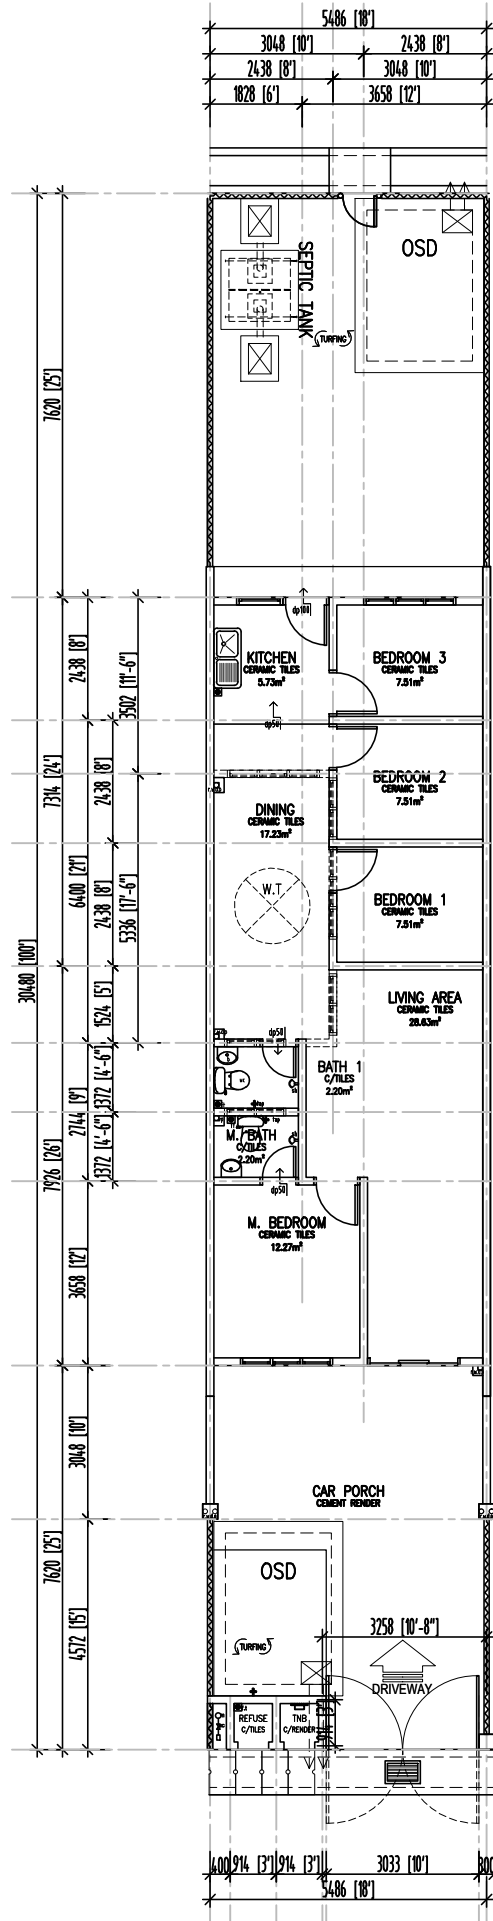 5486 [18']
3048 [10']
2438 [8']
2438 [8']
3048 [10']
1828 [6']
3658 [12']
OSD
SEPTIC TANK
TURFING
7620 [25']
dp100
KITCHEN
CERAMIC TILES
5.73m²
BEDROOM 3
CERAMIC TILES
7.51m²
2438 [8']
3502 [11'-6"]
dp50
BEDROOM 2
CERAMIC TILES
7.51m²
7314 [24']
2438 [8']
DINING
CERAMIC TILES
17.23m²
W.T
BEDROOM 1
CERAMIC TILES
7.51m²
6400 [21']
2438 [8']
5336 [17'-6"]
30480 [100']
LIVING AREA
CERAMIC TILES
28.63m²
1524 [5']
dp50
BATH 1
C/TILES
2.20m²
1372 [4'-6"]
2744 [9']
1372 [4'-6"]
7926 [26']
M. BATH
C/TILES
2.20m²
dp50
M. BEDROOM
CERAMIC TILES
12.27m²
3658 [12']
3048 [10']
CAR PORCH
CEMENT RENDER
7620 [25']
4572 [15']
OSD
TURFING
3258 [10'-8"]
DRIVEWAY
REFUSE
C/TILES
TNB
C/RENDER
400
914 [3']
914 [3']
3033 [10']
300
5486 [18']